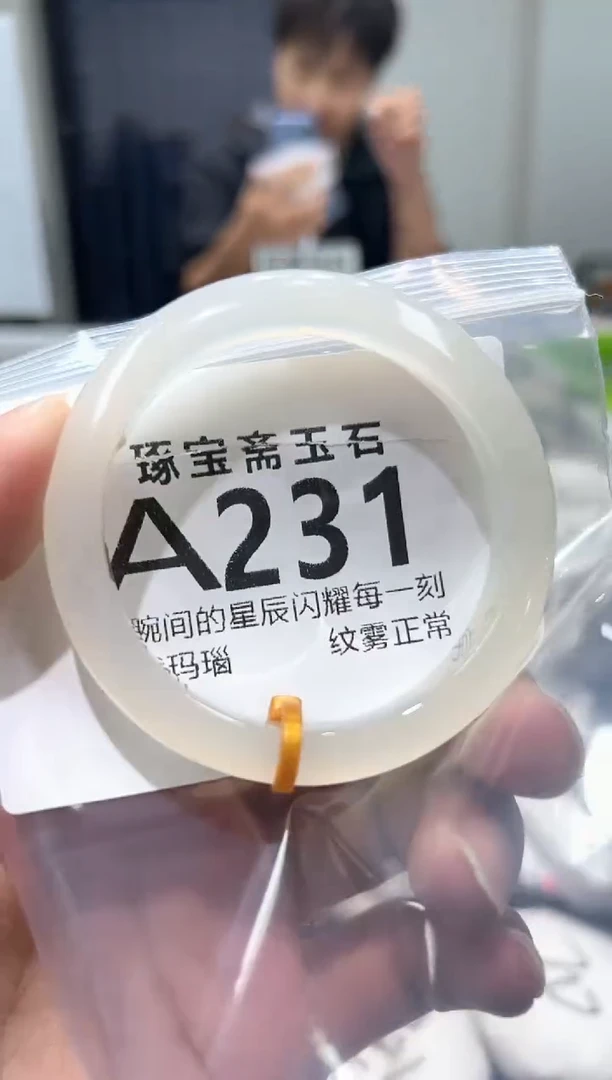 琢宝斋玉石
A231
腕间的星辰闪耀每一刻
玛瑙 纹雾正常